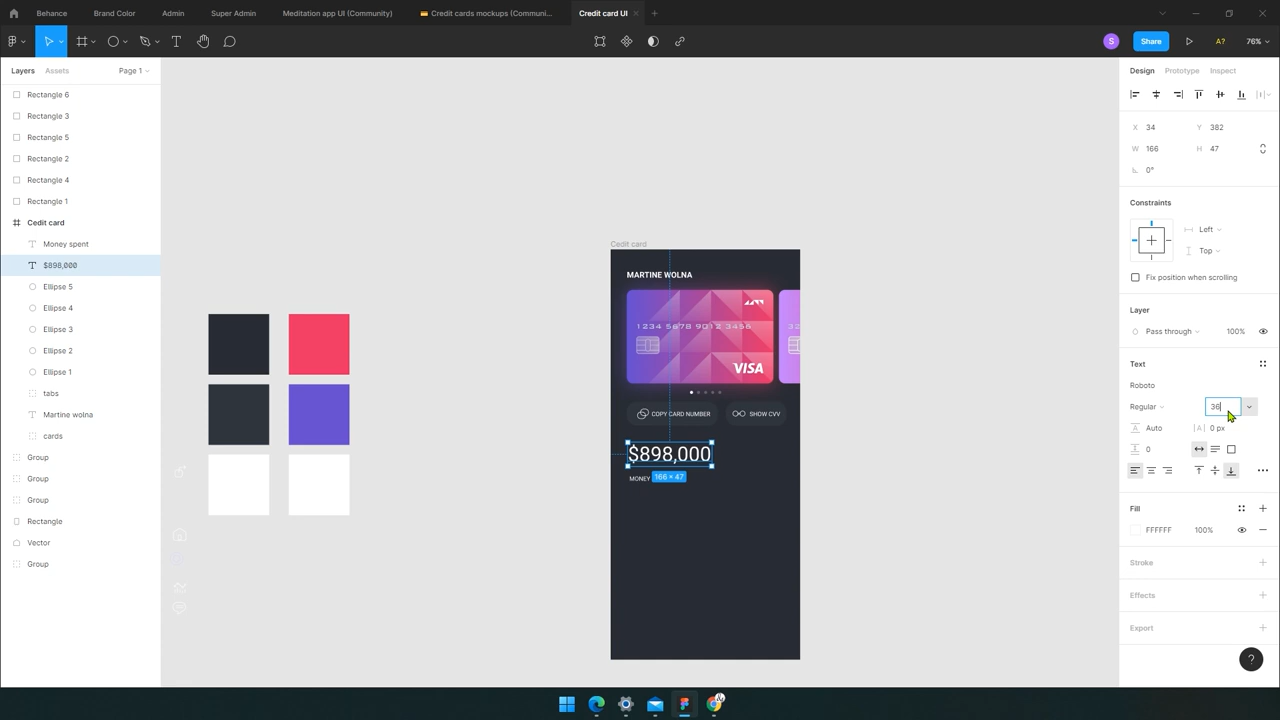 Behance
Brand Color
Admin
Super Admin
Meditation app UI (Community)
Credit cards mockups (Communi...
Credit card UI
Share
A?
76%
Layers
Assets
Page 1
Rectangle 6
Rectangle 3
Rectangle 5
Rectangle 2
Rectangle 4
Rectangle 1
Cedit card
Money spent
$898,000
Ellipse 5
Ellipse 4
Ellipse 3
Ellipse 2
Ellipse 1
tabs
Martine wolna
cards
Group
Group
Group
Rectangle
Vector
Group
Cedit card
MARTINE WOLNA
1234 5678 9012 3456
32
VISA
COPY CARD NUMBER
SHOW CVV
$898,000
MONEY
166 × 47
S
Design
Prototype
Inspect
X 34
Y 382
W 166
H 47
0°
Constraints
Left
Top
Fix position when scrolling
Layer
Pass through
100%
Text
Roboto
Regular
36
Auto
|A| 0 px
0
Fill
FFFFFF
100%
Stroke
Effects
Export
?